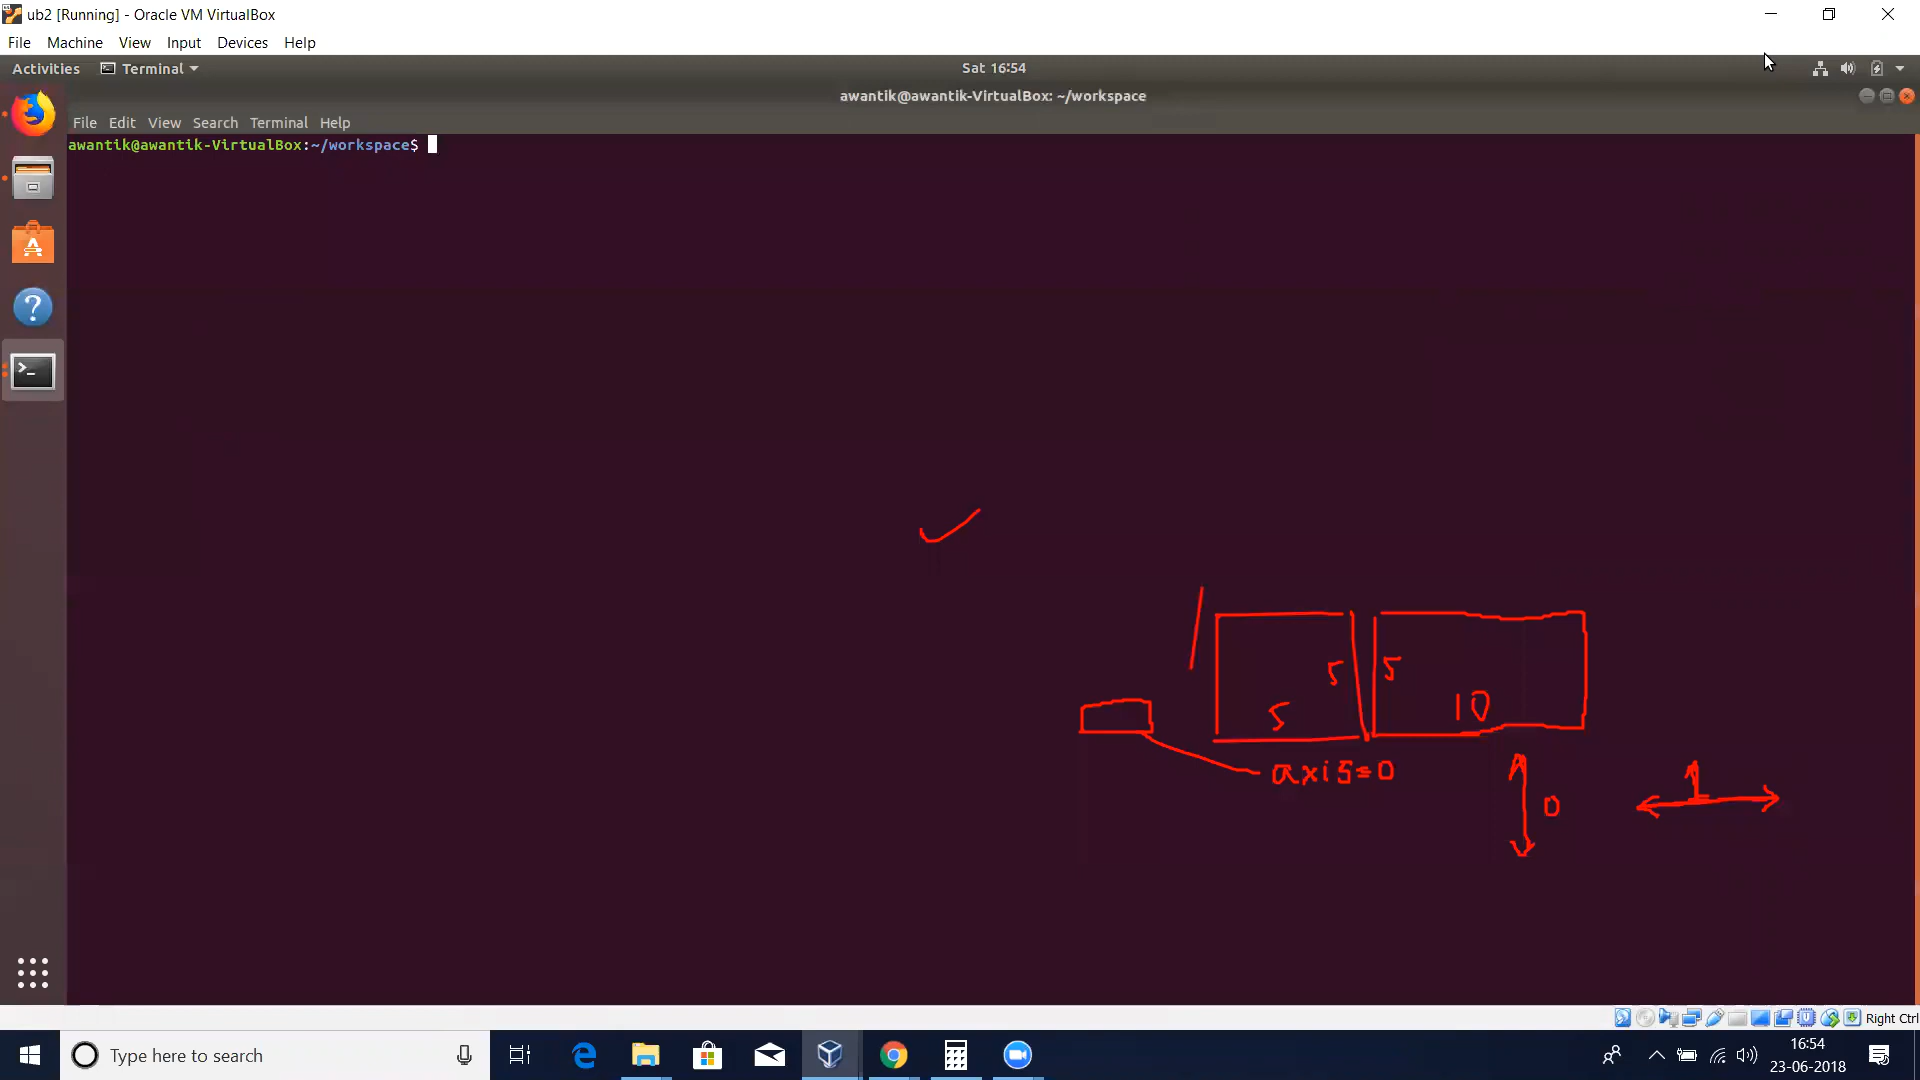 ub2 [Running] - Oracle VM VirtualBox
File Machine View Input Devices Help
Activities Terminal Sat 16:54
awantik@awantik-VirtualBox: ~/workspace
File Edit View Search Terminal Help
awantik@awantik-VirtualBox:~/workspace$
5 5
5 10
axis=0
0 1
Right Ctrl
Type here to search
16:54
23-06-2018